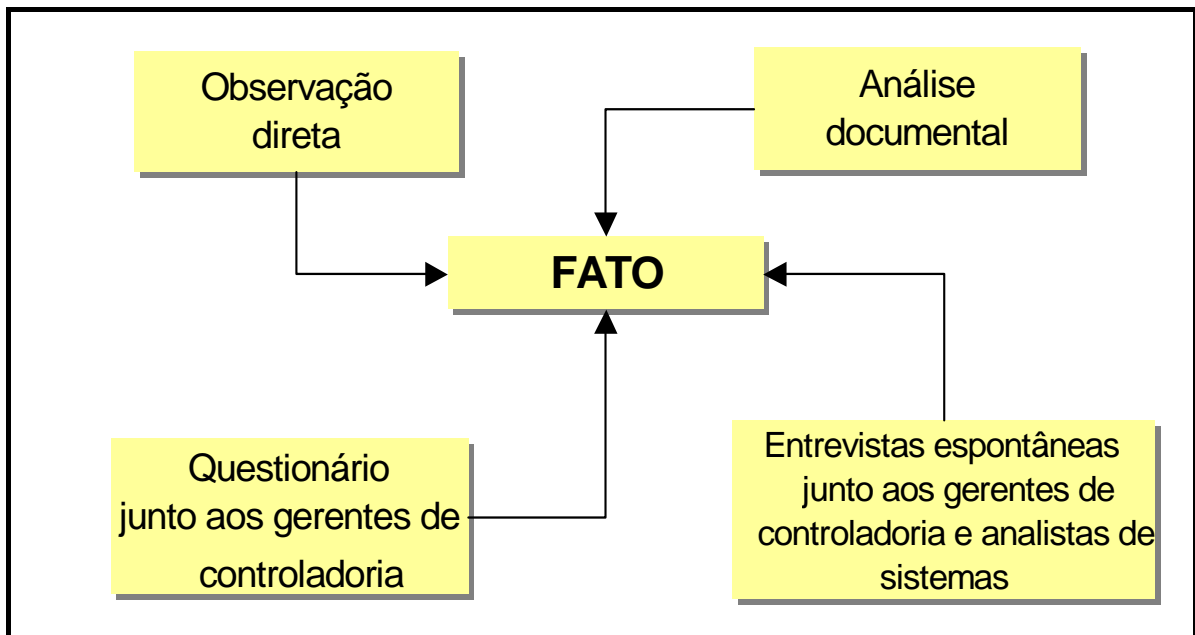 Observação
direta
Análise
documental
FATO
Questionário
junto aos gerentes de
controladoria
Entrevistas espontâneas
junto aos gerentes de
controladoria e analistas de
sistemas